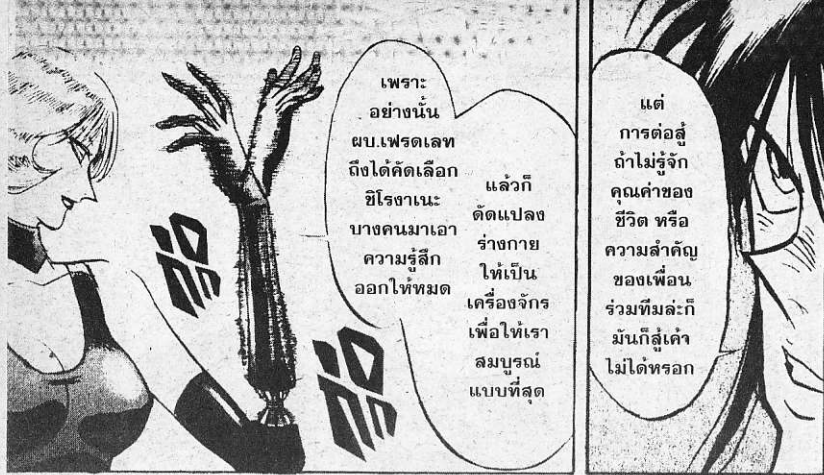 เพราะ
อย่างนั้น
ผบ.เฟรดเลท
ถึงได้คัดเลือก
ชิโรงาเนะ
บางคนมาเอา
ความรู้สึก
ออกให้หมด
แล้วก็
ดัดแปลง
ร่างกาย
ให้เป็น
เครื่องจักร
เพื่อให้เรา
สมบูรณ์
แบบที่สุด
แต่
การต่อสู้
ถ้าไม่รู้จัก
คุณค่าของ
ชีวิต หรือ
ความสำคัญ
ของเพื่อน
ร่วมทีมล่ะก็
มันก็สู้เค้า
ไม่ได้หรอก